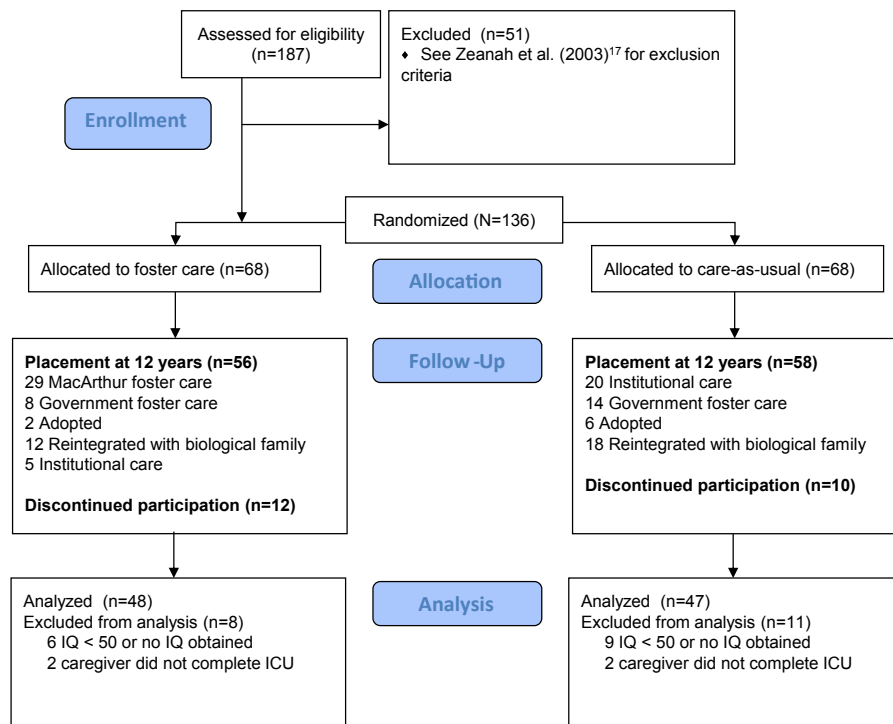 Assessed for eligibility
(n=187)
Excluded (n=51)
♦ See Zeanah et al. (2003)17 for exclusion
criteria
Enrollment
Randomized (N=136)
Allocated to foster care (n=68)
Allocation
Allocated to care-as-usual (n=68)
Follow-Up
Placement at 12 years (n=56)
29 MacArthur foster care
8 Government foster care
2 Adopted
12 Reintegrated with biological family
5 Institutional care
Discontinued participation (n=12)
Placement at 12 years (n=58)
20 Institutional care
14 Government foster care
6 Adopted
18 Reintegrated with biological family
Discontinued participation (n=10)
Analysis
Analyzed (n=48)
Excluded from analysis (n=8)
6 IQ < 50 or no IQ obtained
2 caregiver did not complete ICU
Analyzed (n=47)
Excluded from analysis (n=11)
9 IQ < 50 or no IQ obtained
2 caregiver did not complete ICU